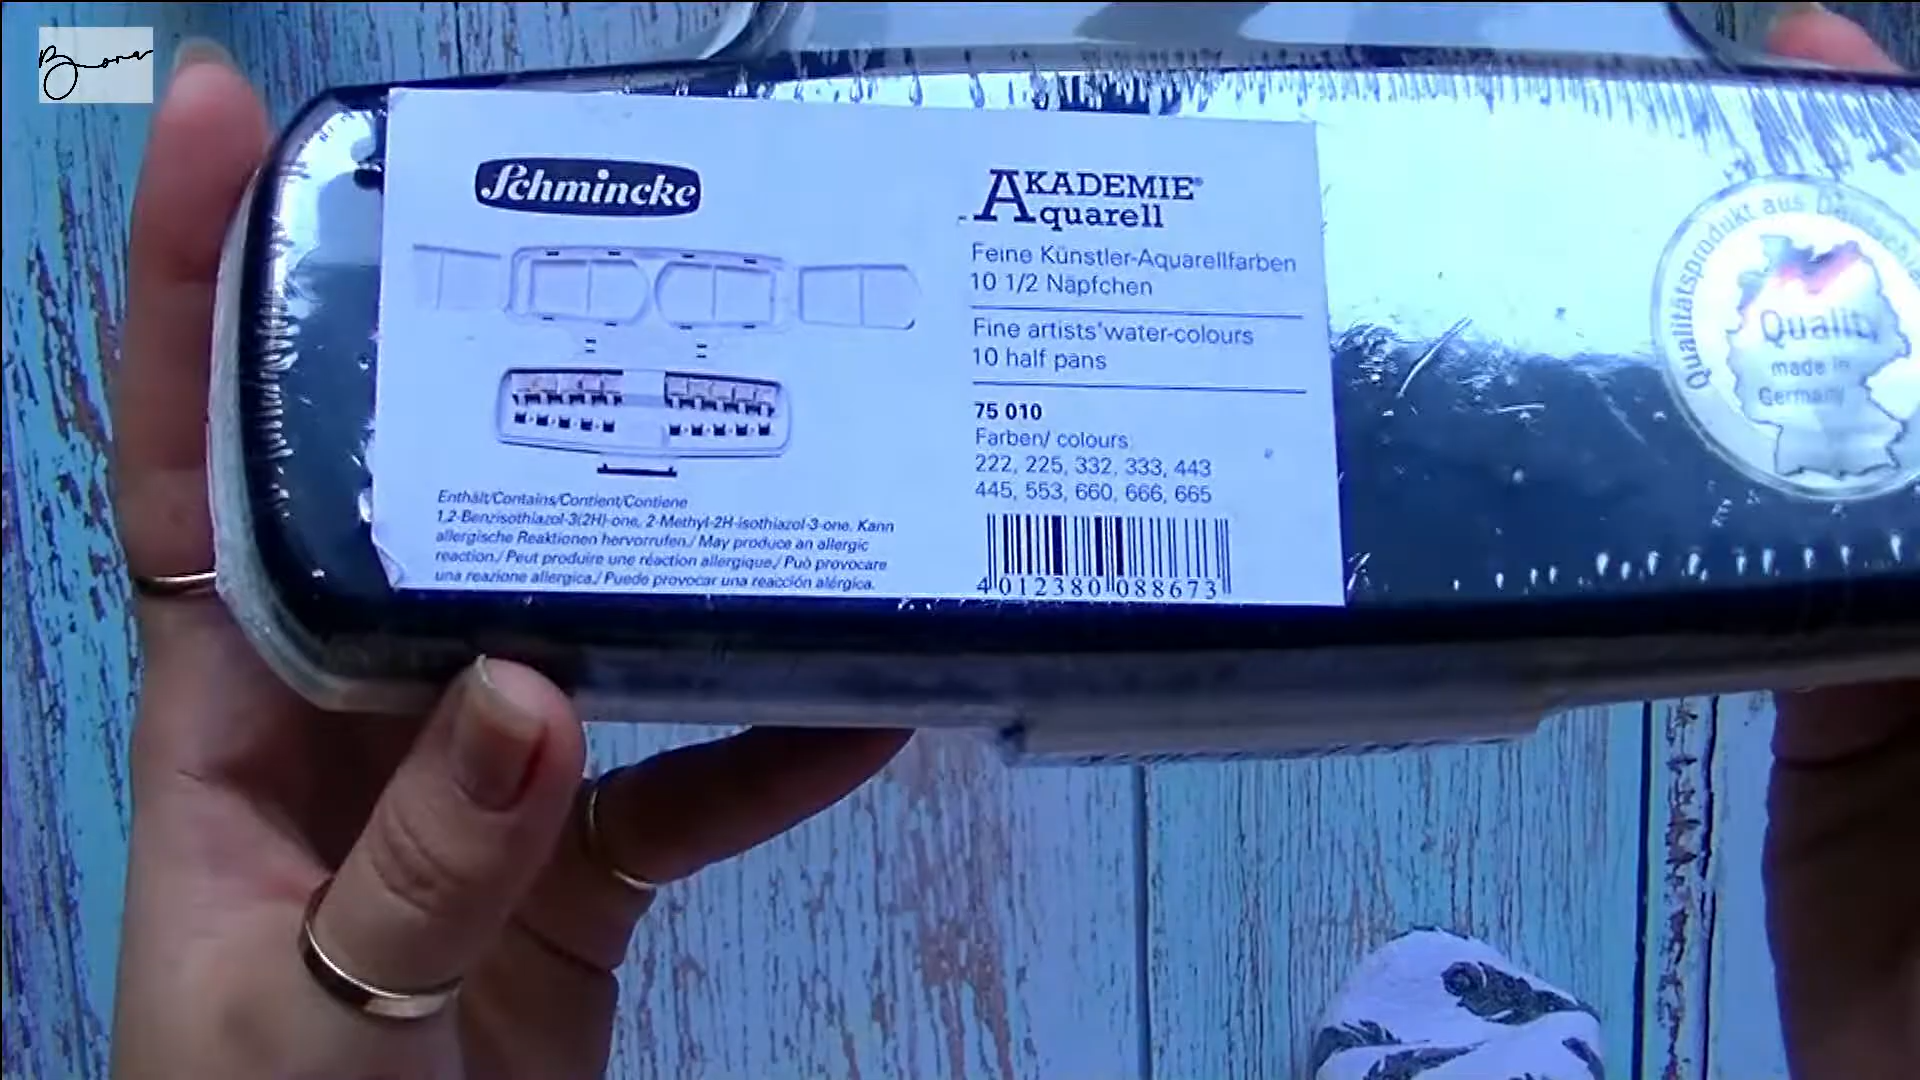 Bona
Schmincke
AKADEMIE®
Aquarell
Feine Künstler-Aquarellfarben
10 1/2 Näpfchen
Fine artists'water-colours
10 half pans
75 010
Farben/ colours
222, 225, 332, 333, 443
445, 553, 660, 666, 665
4 012380 088673
Enthält/Contains/Contient/Contiene
1,2-Benzisothiazol-3(2H)-one, 2-Methyl-2H-isothiazol-3-one. Kann
allergische Reaktionen hervorrufen./ May produce an allergic
reaction./ Peut produire une réaction allergique./ Può provocare
una reazione allergica./ Puede provocar una reacción alérgica.
Qualitätsprodukt aus
Quality
made in
Germany